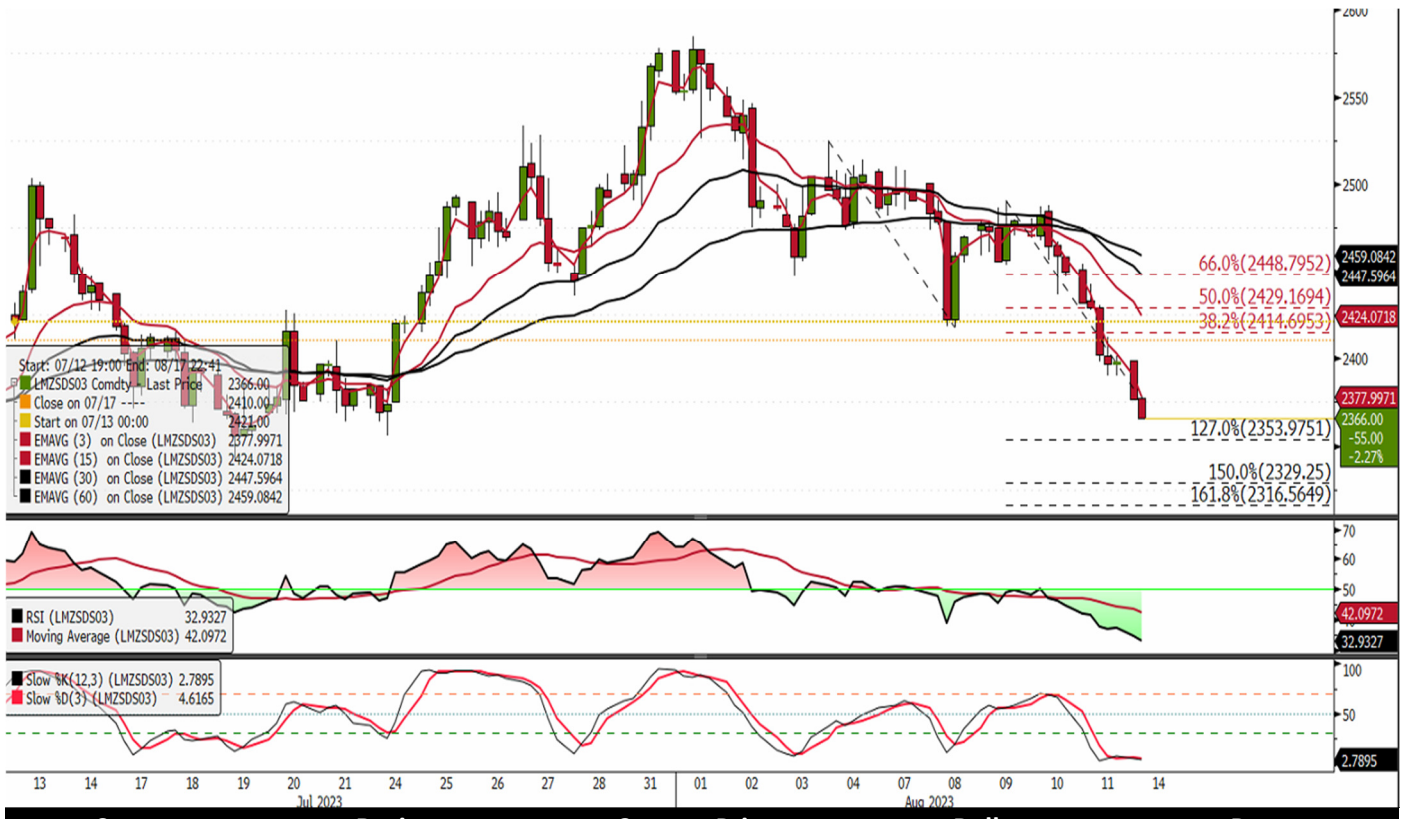 2600
2550
2500
2400
2459.0842
2447.5964
2424.0718
2377.9971
2366.00
-55.00
-2.27%
66.0%(2448.7952)
50.0%(2429.1694)
38.2%(2414.6953)
127.0%(2353.9751)
150.0%(2329.25)
161.8%(2316.5649)
Start: 07/12 19:00 End: 08/17 22:41
LMZSDS03 Comdty - Last Price 2366.00
Close on 07/17 ---- 2410.00
Start on 07/13 00:00 2421.00
EMAVG (3) on Close (LMZSDS03) 2377.9971
EMAVG (15) on Close (LMZSDS03) 2424.0718
EMAVG (30) on Close (LMZSDS03) 2447.5964
EMAVG (60) on Close (LMZSDS03) 2459.0842
70
60
50
42.0972
32.9327
RSI (LMZSDS03) 32.9327
Moving Average (LMZSDS03) 42.0972
Slow %K(12,3) (LMZSDS03) 2.7895
Slow %D(3) (LMZSDS03) 4.6165
100
50
2.7895
13 14 17 18 19 20 21 24 25 26 27 28 31 01 02 03 04 07 08 09 10 11 14
Jul 2023 Aug 2023